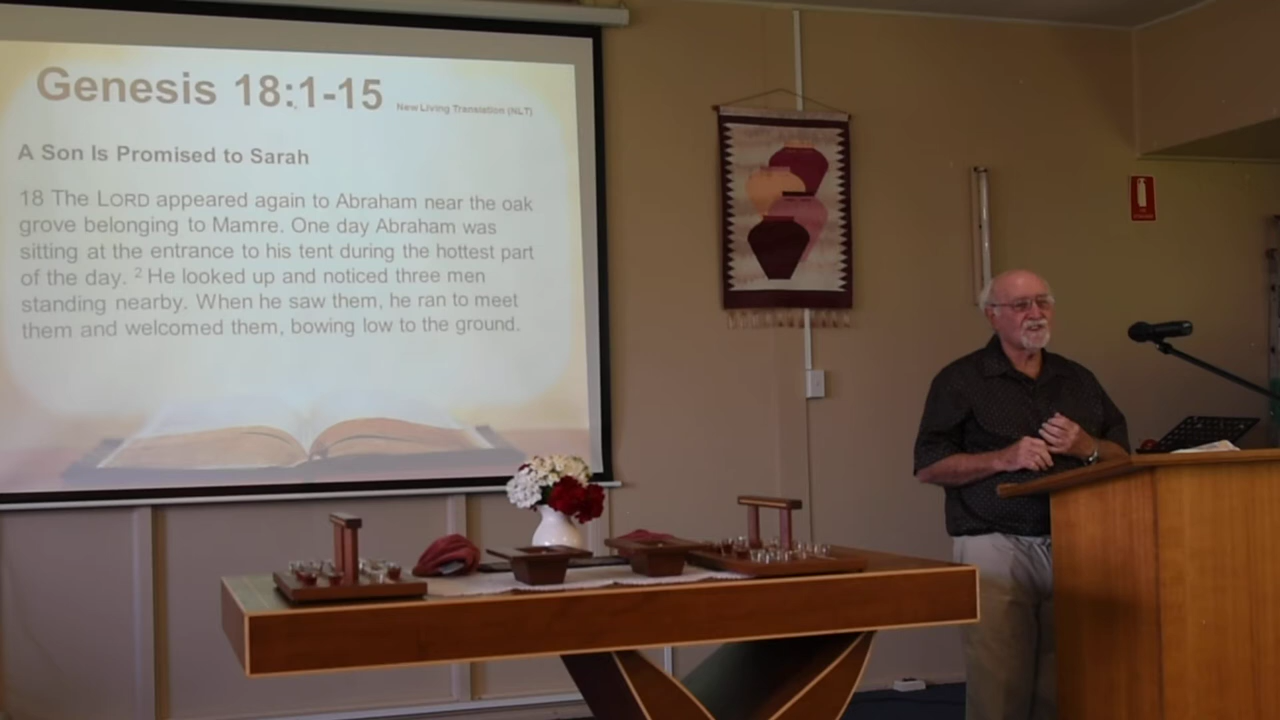 Genesis 18:1-15 New Living Translation (NLT)
A Son Is Promised to Sarah
18 The LORD appeared again to Abraham near the oak
grove belonging to Mamre. One day Abraham was
sitting at the entrance to his tent during the hottest part
of the day. ² He looked up and noticed three men
standing nearby. When he saw them, he ran to meet
them and welcomed them, bowing low to the ground.